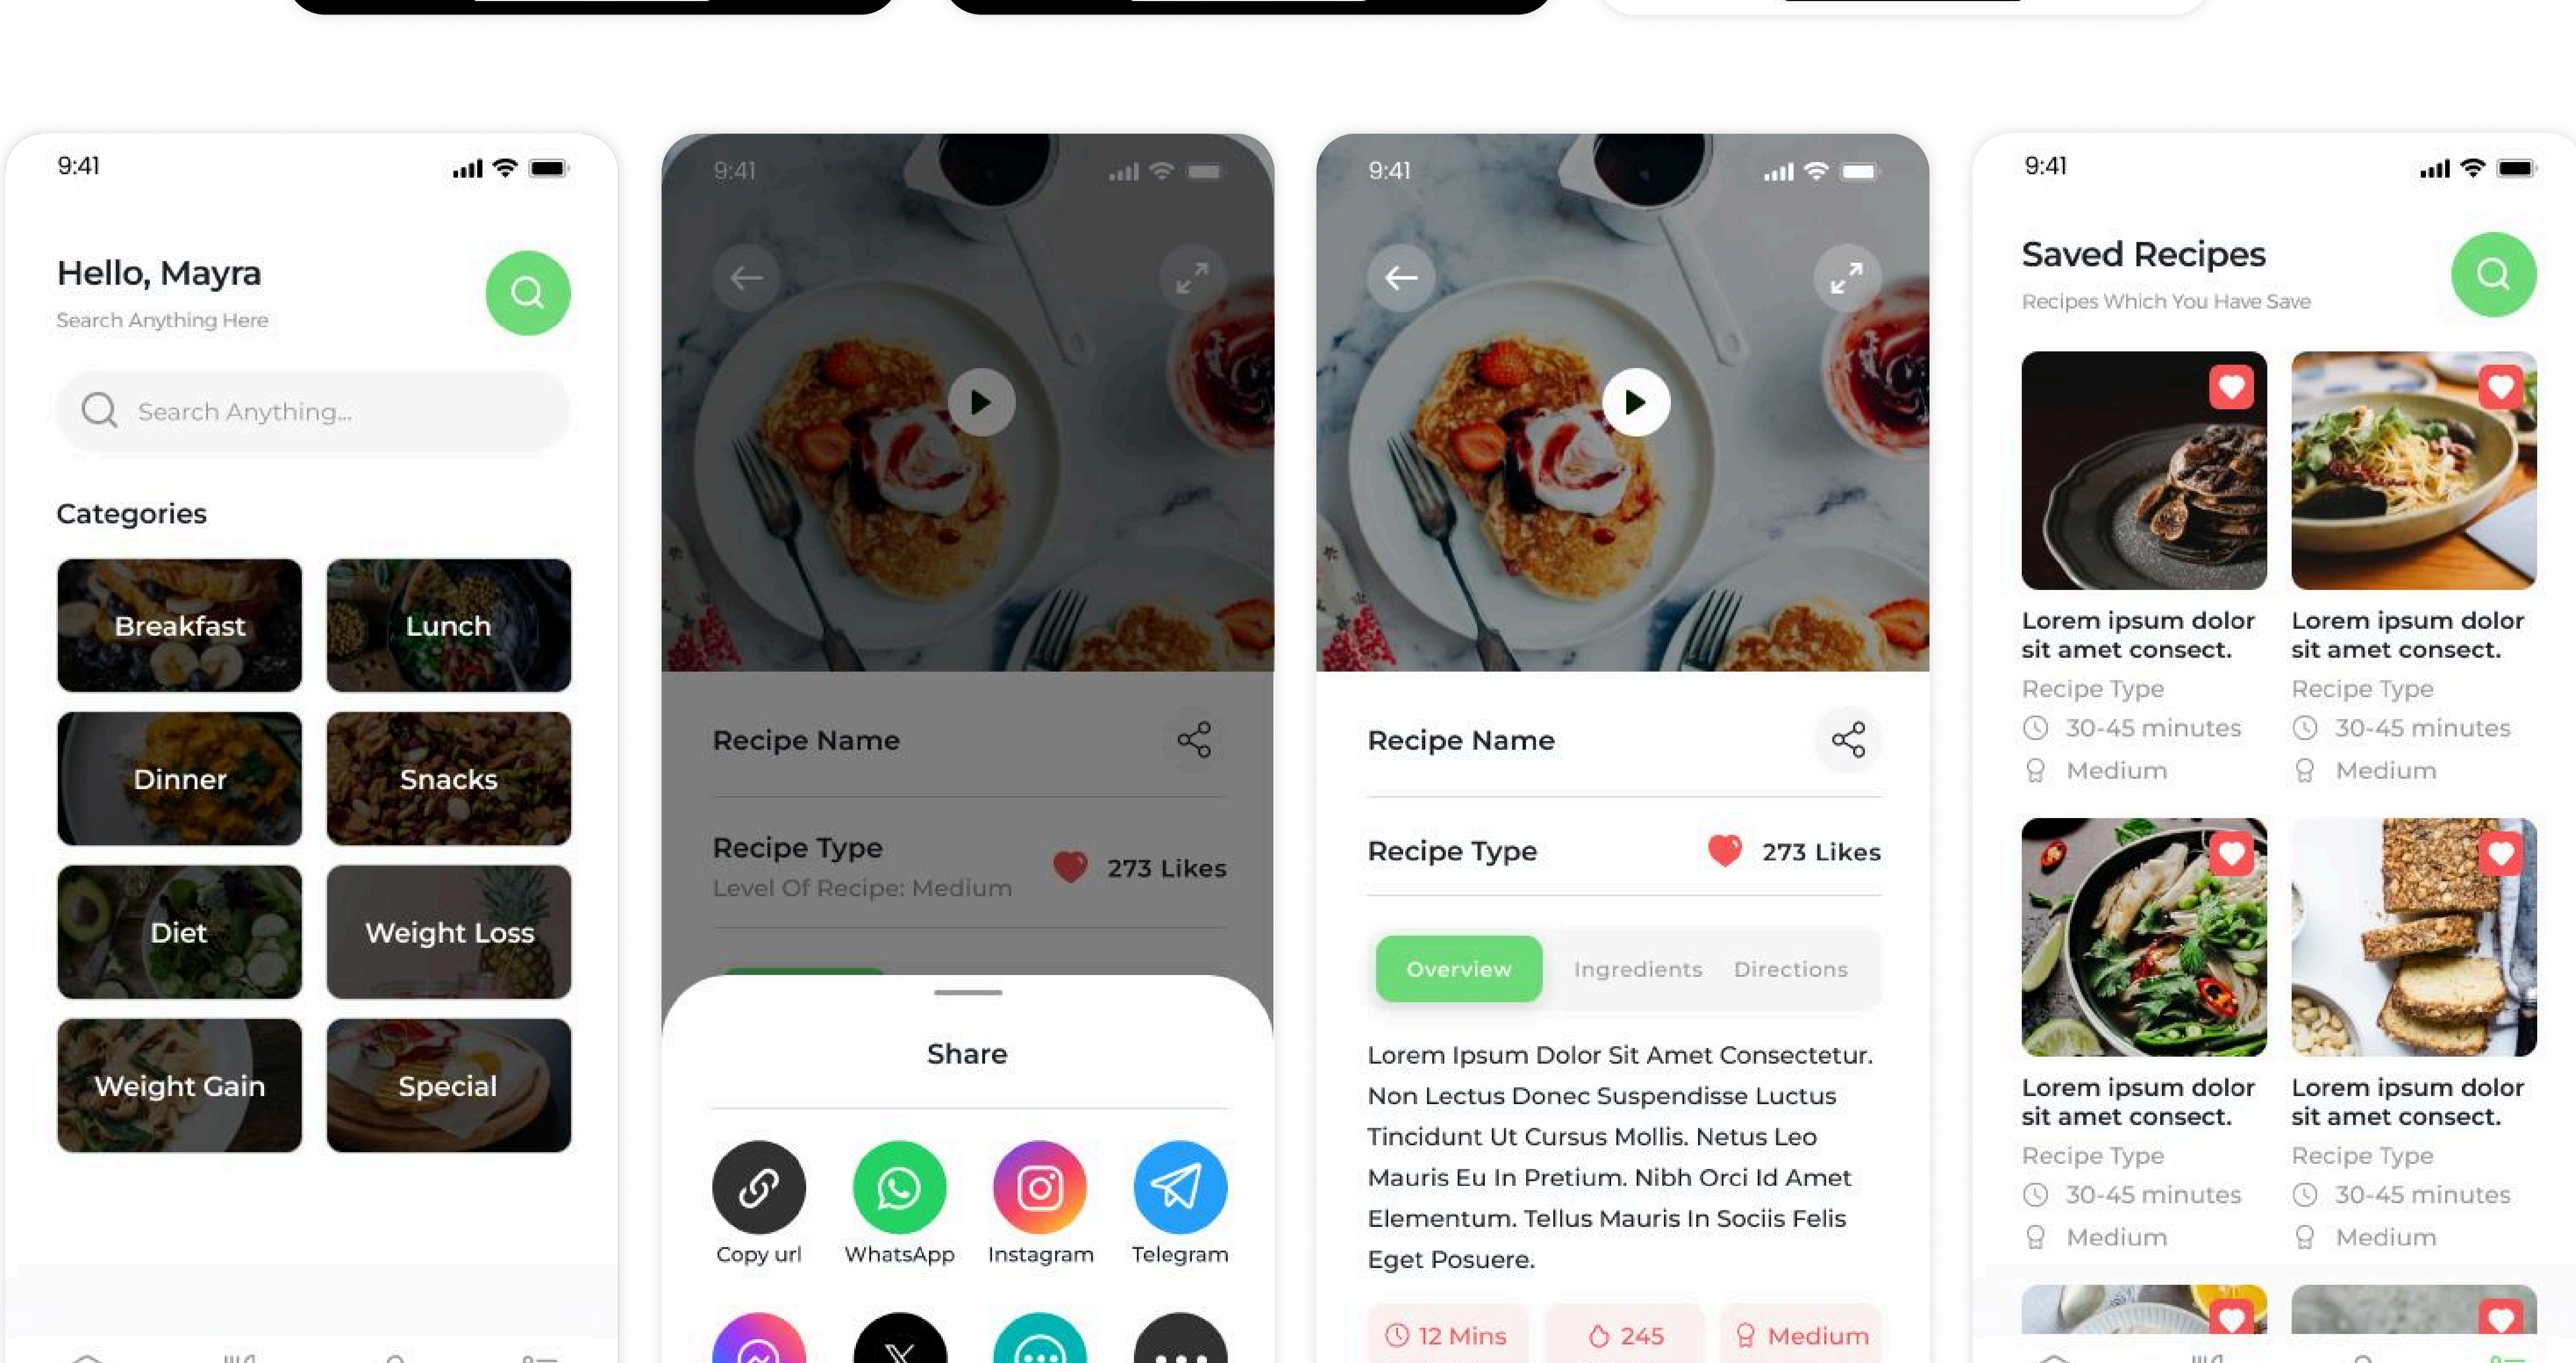 9:41
Hello, Mayra
Search Anything Here
Search Anything...
Categories
Breakfast
Lunch
Dinner
Snacks
Diet
Weight Loss
Weight Gain
Special
9:41
Recipe Name
Recipe Type
Level Of Recipe: Medium
273 Likes
Share
Copy url
WhatsApp
Instagram
Telegram
9:41
Recipe Name
Recipe Type
273 Likes
Overview
Ingredients
Directions
Lorem Ipsum Dolor Sit Amet Consectetur.
Non Lectus Donec Suspendisse Luctus
Tincidunt Ut Cursus Mollis. Netus Leo
Mauris Eu In Pretium. Nibh Orci Id Amet
Elementum. Tellus Mauris In Sociis Felis
Eget Posuere.
12 Mins
245
Medium
9:41
Saved Recipes
Recipes Which You Have Save
Lorem ipsum dolor
sit amet consect.
Recipe Type
30-45 minutes
Medium
Lorem ipsum dolor
sit amet consect.
Recipe Type
30-45 minutes
Medium
Lorem ipsum dolor
sit amet consect.
Recipe Type
30-45 minutes
Medium
Lorem ipsum dolor
sit amet consect.
Recipe Type
30-45 minutes
Medium